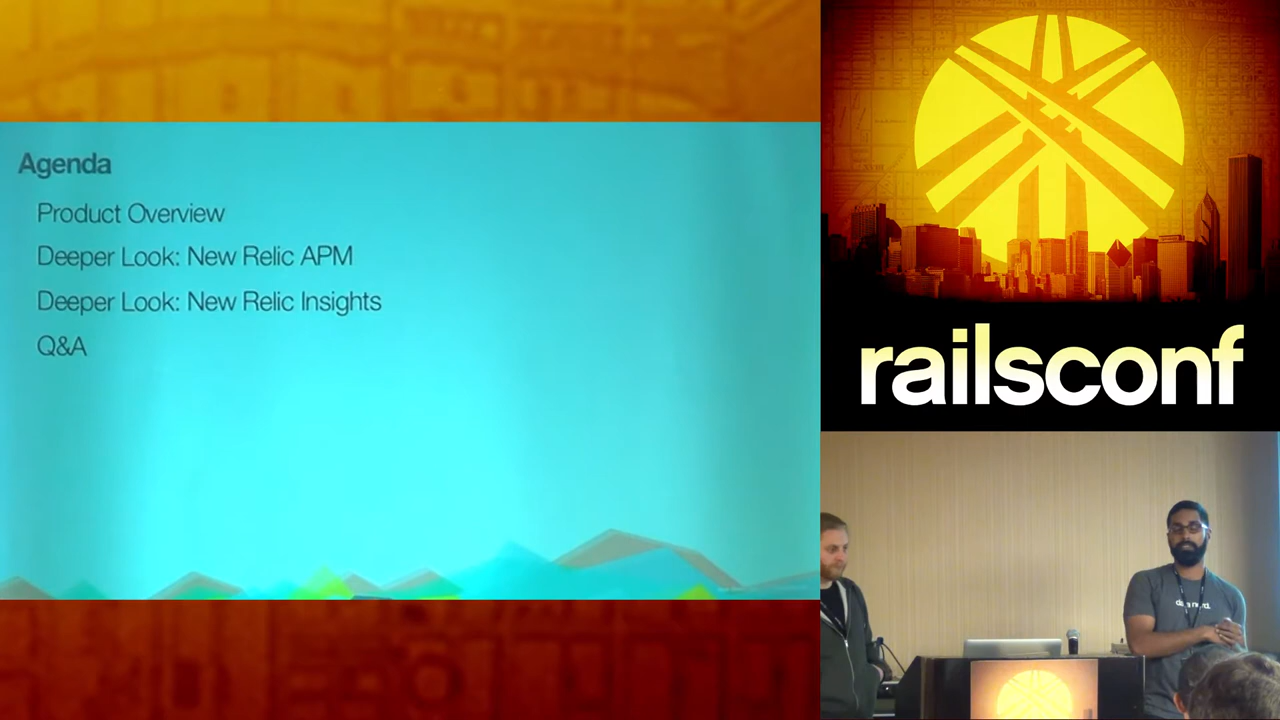 Agenda
Product Overview
Deeper Look: New Relic APM
Deeper Look: New Relic Insights
Q&A
railsconf